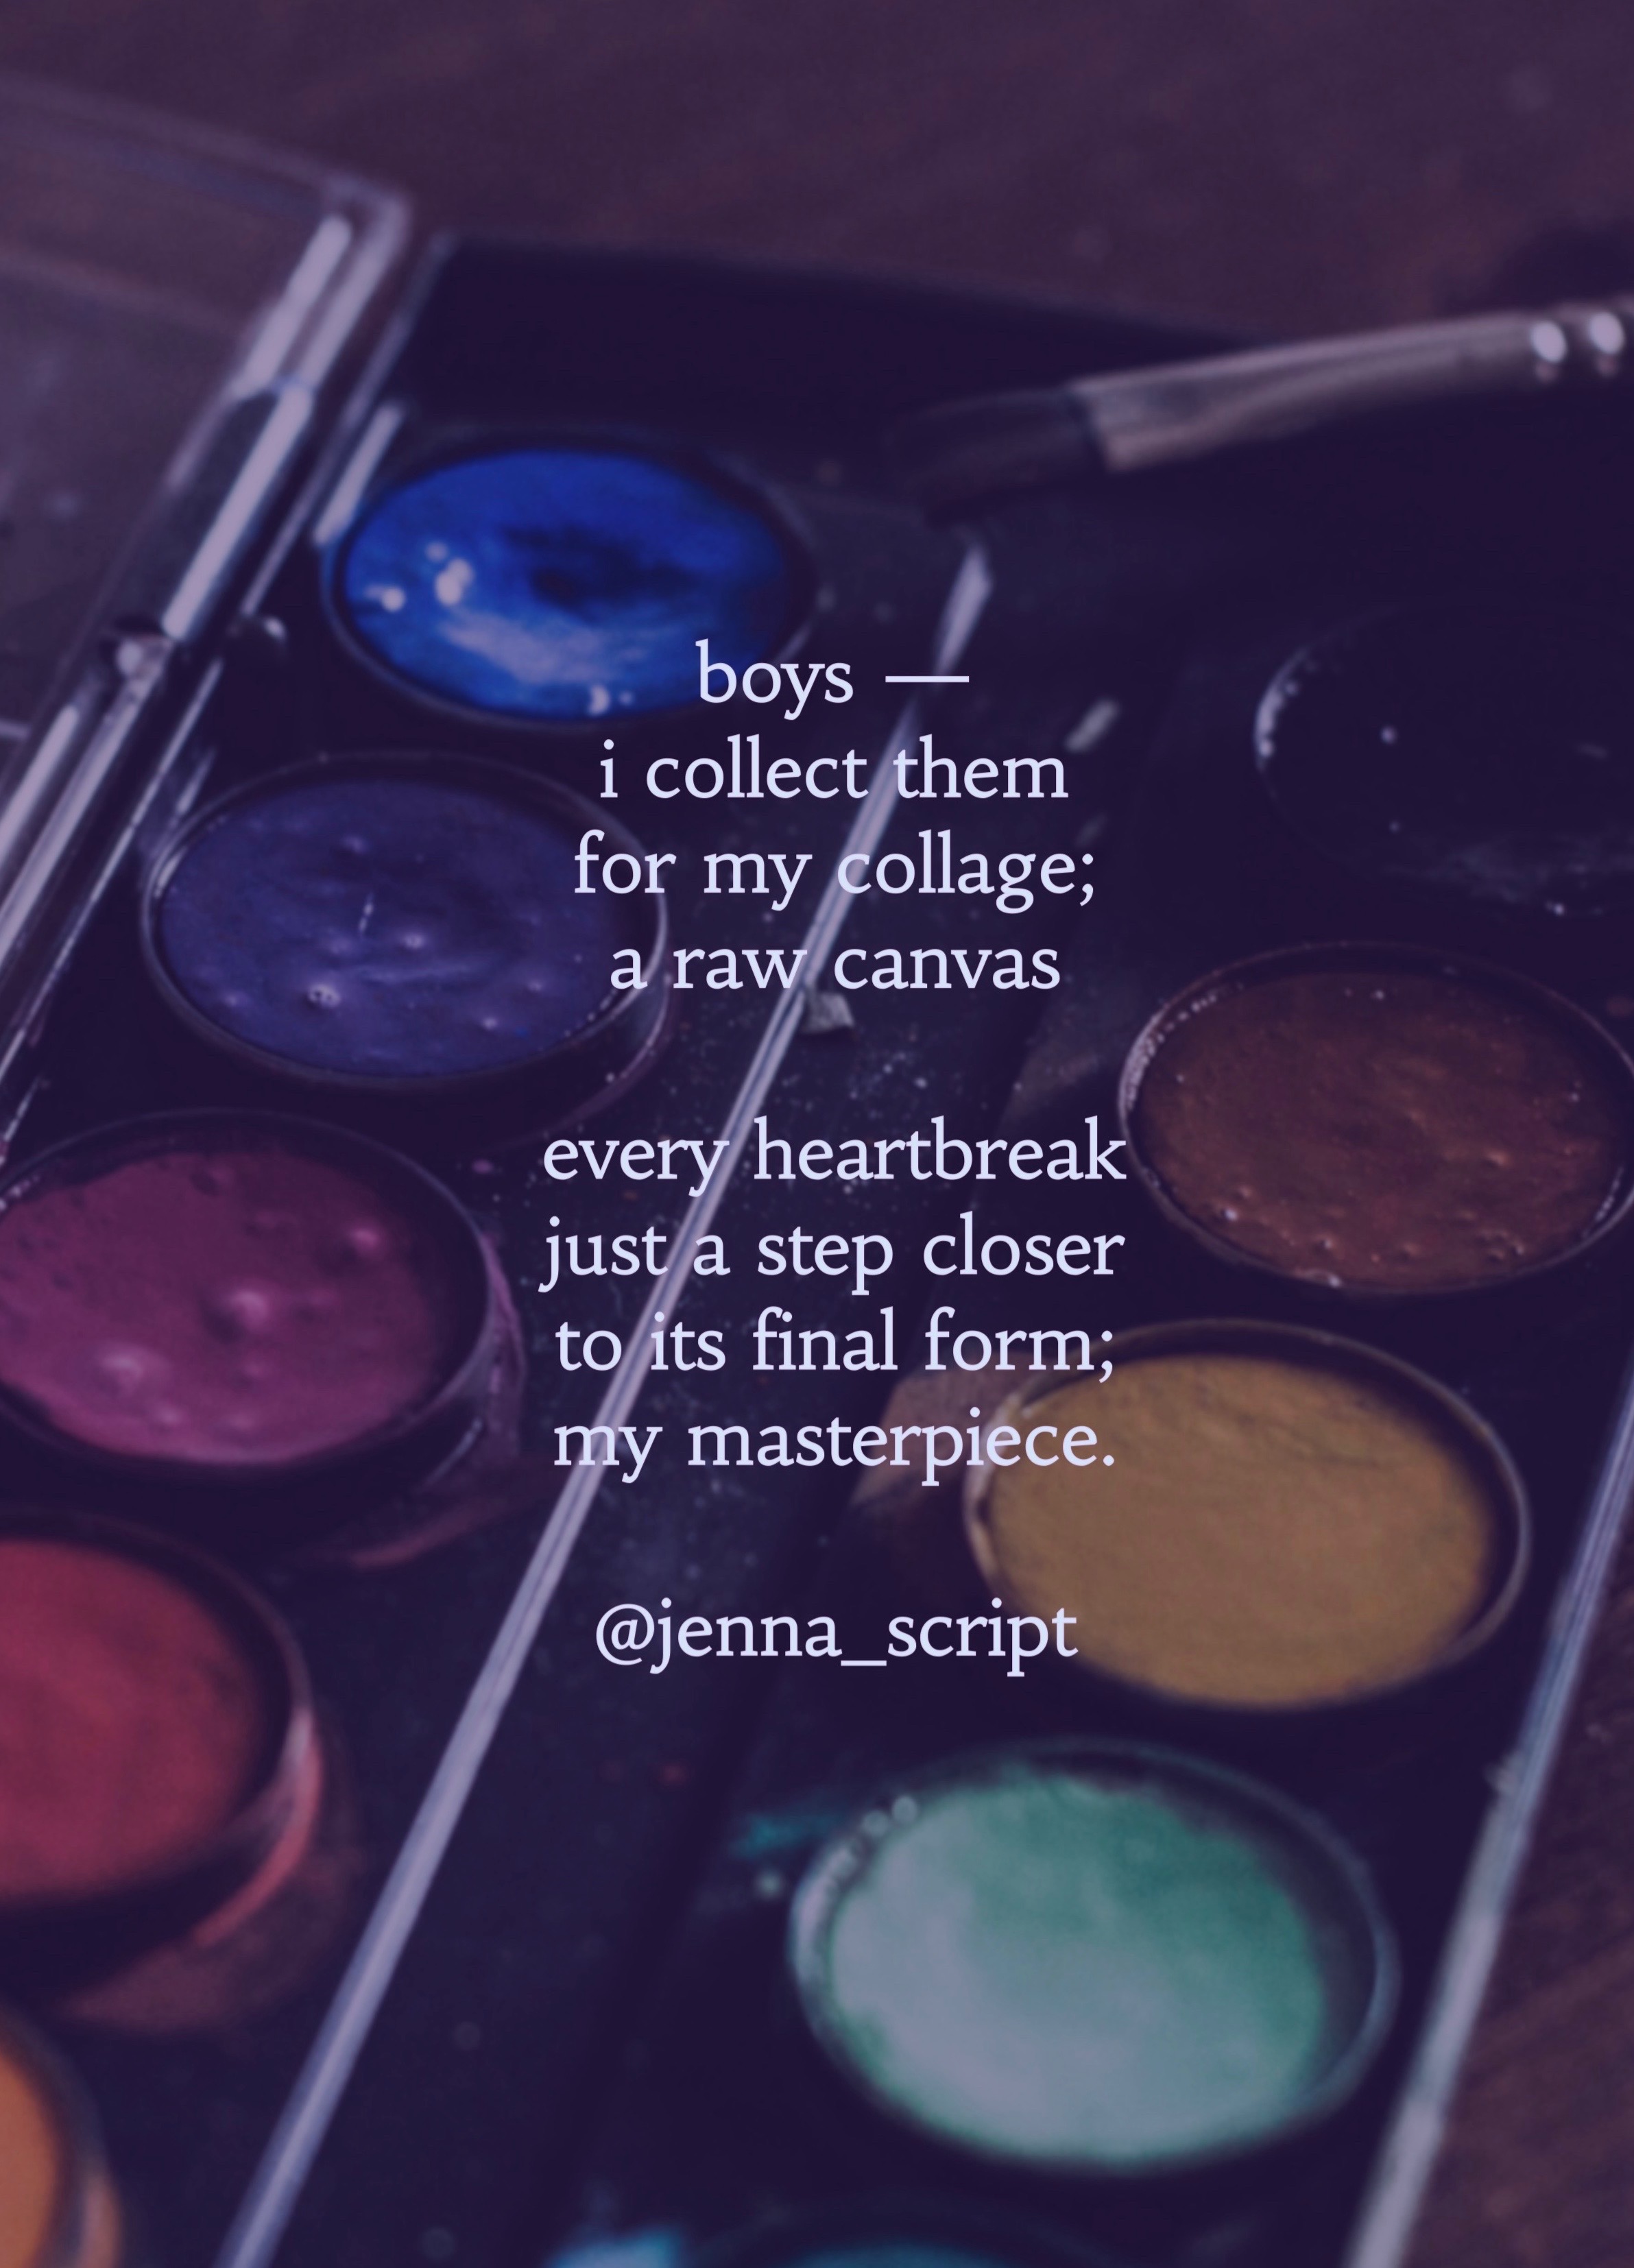 boys —
i collect them
for my collage;
a raw canvas
every heartbreak
just a step closer
to its final form;
my masterpiece.
@jenna_script